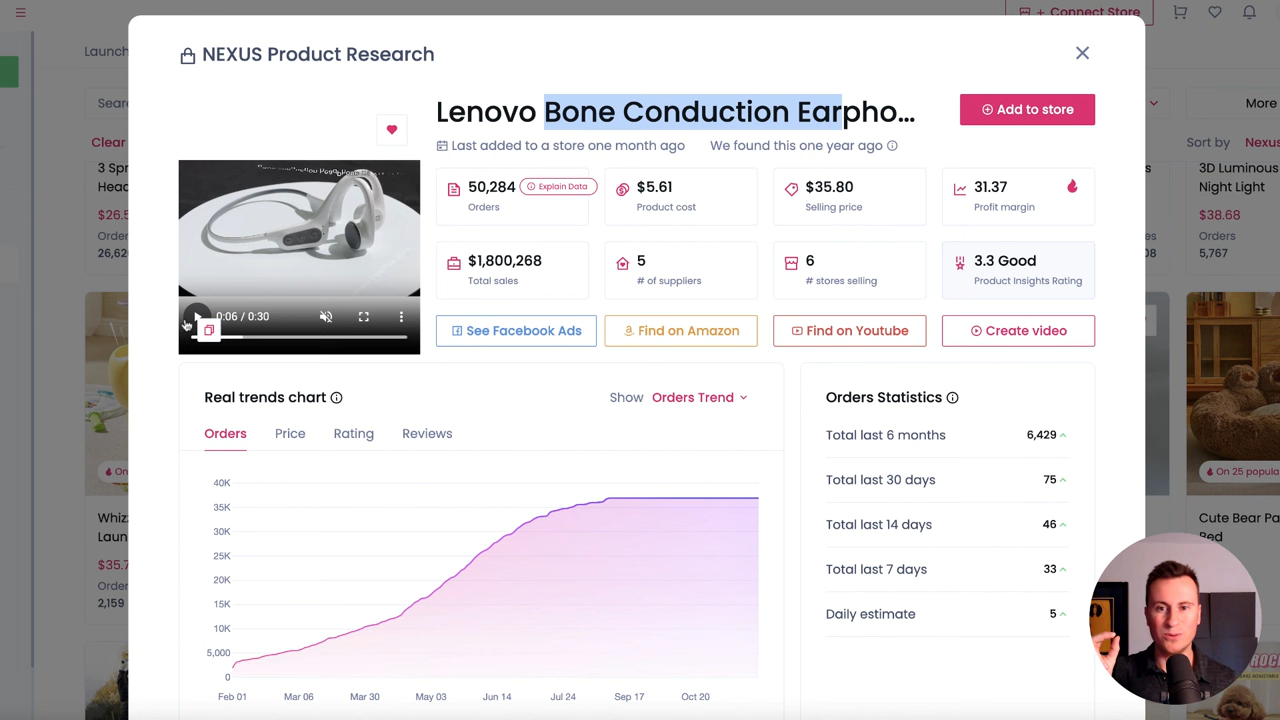 + Connect Store
NEXUS Product Research
Launch
Lenovo Bone Conduction Earpho...
Add to store
More
Last added to a store one month ago
We found this one year ago
Clear
Sort by
Nexus
3 Spr
Head
$26.5
Order
26,62
50,284
Explain Data
Orders
$5.61
Product cost
$35.80
Selling price
31.37
Profit margin
3D Luminous
Night Light
$38.68
Orders
5,767
$1,800,268
Total sales
5
# of suppliers
6
# stores selling
3.3 Good
Product Insights Rating
0:06 / 0:30
See Facebook Ads
Find on Amazon
Find on Youtube
Create video
Real trends chart
Show
Orders Trend
Orders
Price
Rating
Reviews
40K
35K
30K
25K
20K
15K
10K
5,000
0
Feb 01
Mar 06
Mar 30
May 03
Jun 14
Jul 24
Sep 17
Oct 20
Orders Statistics
Total last 6 months
6,429
Total last 30 days
75
Total last 14 days
46
Total last 7 days
33
Daily estimate
5
On
Whizz
Laun
$35.7
Order
2,159
On 25 popula
Cute Bear Pa
Bed